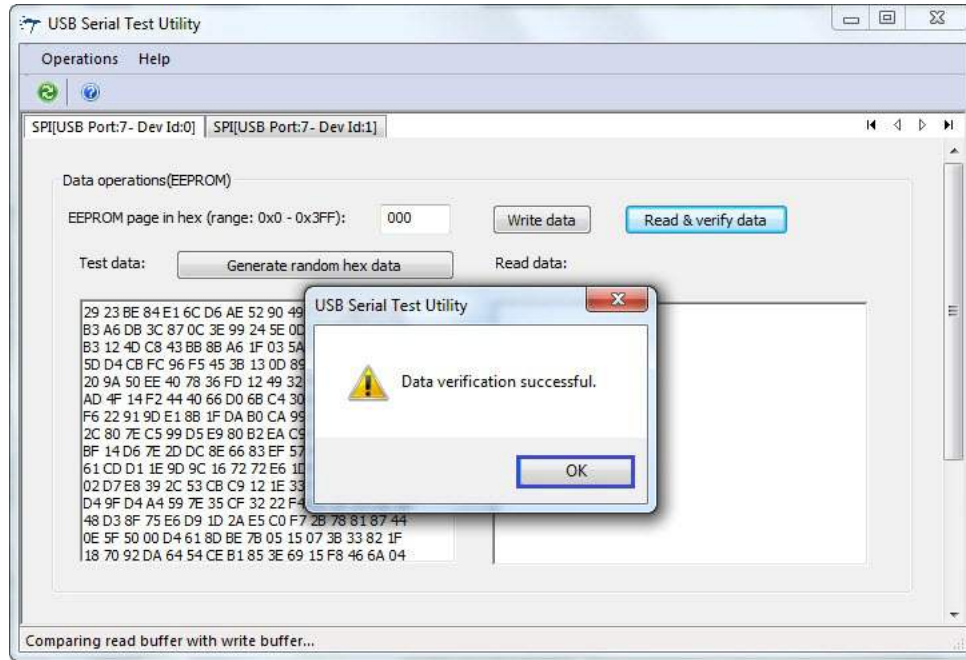 USB Serial Test Utility
Operations Help
SPI[USB Port:7- Dev Id:0] SPI[USB Port:7- Dev Id:1]
Data operations(EEPROM)
EEPROM page in hex (range: 0x0 - 0x3FF): 000 Write data Read & verify data
Test data: Generate random hex data Read data:
29 23 BE 84 E1 6C D6 AE 52 90 49
B3 A6 DB 3C 87 0C 3E 99 24 5E 0D
B3 12 4D C8 43 BB 8B A6 1F 03 5A
5D D4 CB FC 96 F5 45 3B 13 0D 89
20 9A 50 EE 40 78 36 FD 12 49 32
AD 4F 14 F2 44 40 66 D0 6B C4 30
F6 22 91 9D E1 8B 1F DA B0 CA 99
2C 80 7E C5 99 D5 E9 80 B2 EA C9
BF 14 D6 7E 2D DC 8E 66 83 EF 57
61 CD D1 1E 9D 9C 16 72 72 E6 1D
02 D7 E8 39 2C 53 CB C9 12 1E 33
D4 9F D4 A4 59 7E 35 CF 32 22 F4
48 D3 8F 75 E6 D9 1D 2A E5 C0 F7 2B 78 81 87 44
0E 5F 50 00 D4 61 8D BE 7B 05 15 07 3B 33 82 1F
18 70 92 DA 64 54 CE B1 85 3E 69 15 F8 46 6A 04
USB Serial Test Utility
Data verification successful.
OK
Comparing read buffer with write buffer...